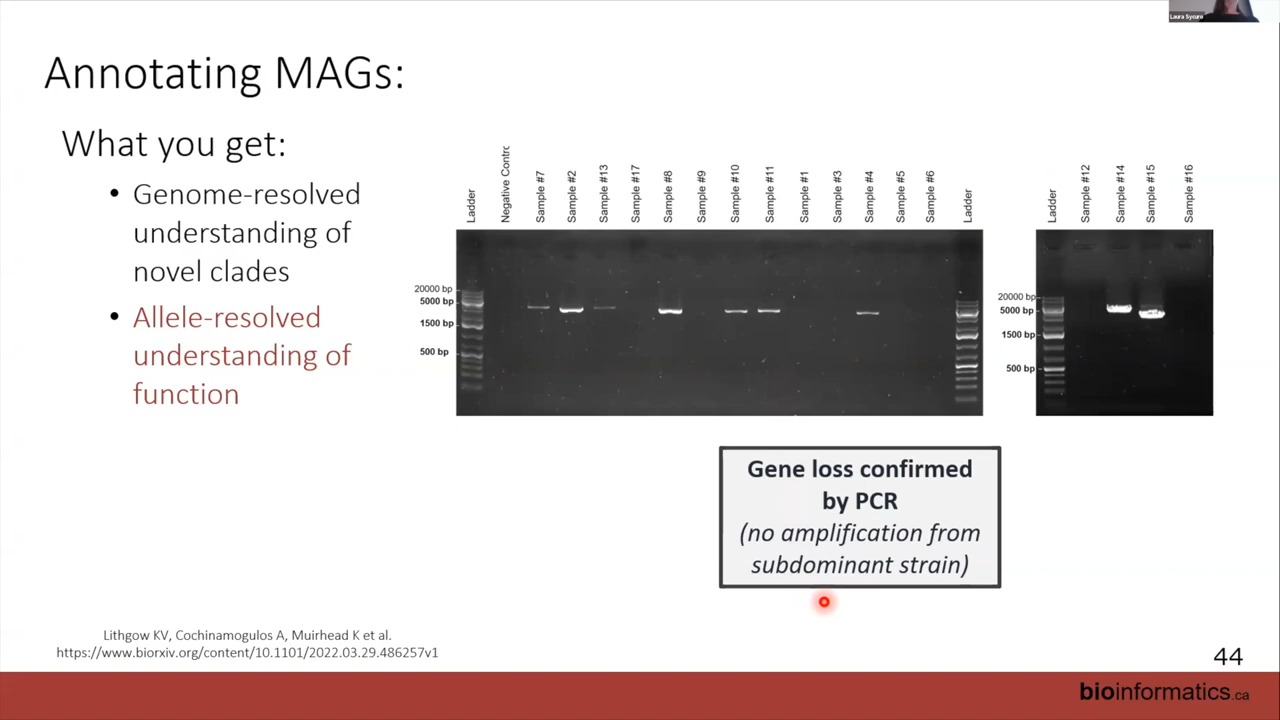 Laura Sycuro
Annotating MAGs:
What you get:
• Genome-resolved
understanding of
novel clades
• Allele-resolved
understanding of
function
Ladder
Negative Contro
Sample #7
Sample #2
Sample #13
Sample #17
Sample #8
Sample #9
Sample #10
Sample #11
Sample #1
Sample #3
Sample #4
Sample #5
Sample #6
Ladder
20000 bp
5000 bp
1500 bp
500 bp
Ladder
Sample #12
Sample #14
Sample #15
Sample #16
20000 bp
5000 bp
1500 bp
500 bp
Gene loss confirmed
by PCR
(no amplification from
subdominant strain)
Lithgow KV, Cochinamogulos A, Muirhead K et al.
https://www.biorxiv.org/content/10.1101/2022.03.29.486257v1
44
bioinformatics.ca